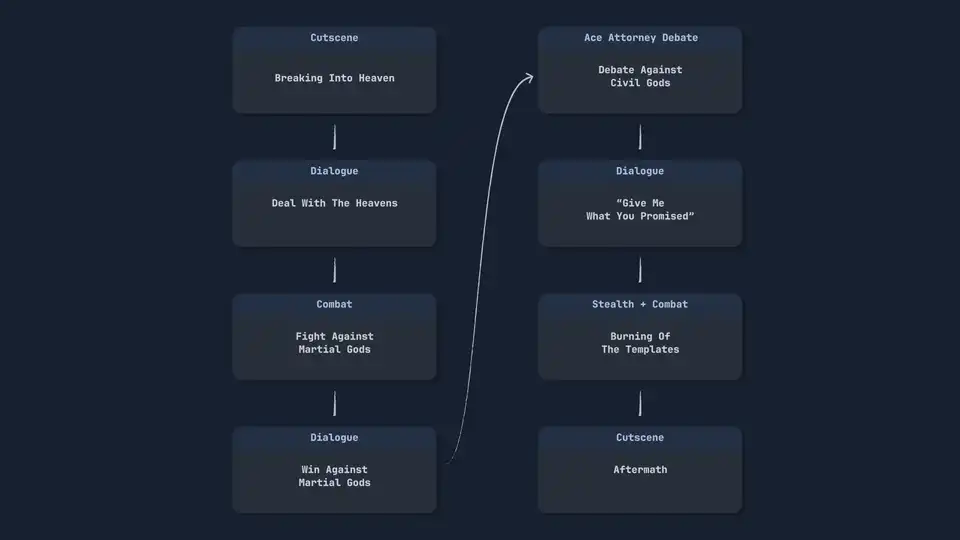 Cutscene
Breaking Into Heaven
Dialogue
Deal With The Heavens
Combat
Fight Against
Martial Gods
Dialogue
Win Against
Martial Gods
Ace Attorney Debate
Debate Against
Civil Gods
Dialogue
“Give Me
What You Promised”
Stealth + Combat
Burning Of
The Templates
Cutscene
Aftermath